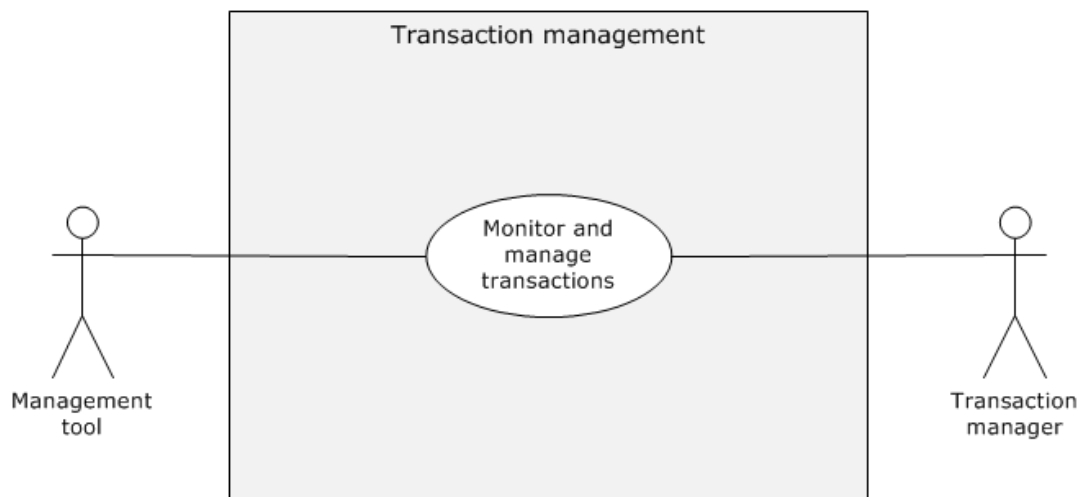 Transaction management
Monitor and
manage
transactions
Management
tool
Transaction
manager